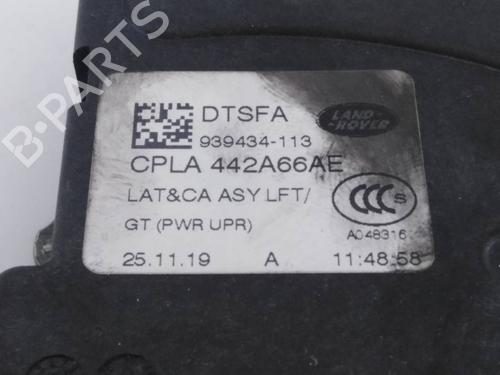 B-PARTS
DTSFA
LAND-
-ROVER
939434-113
CPLA 442A66AE
LAT&CA ASY LFT/
CCC S
GT (PWR UPR)
A048316
25.11.19 A 11:48:58